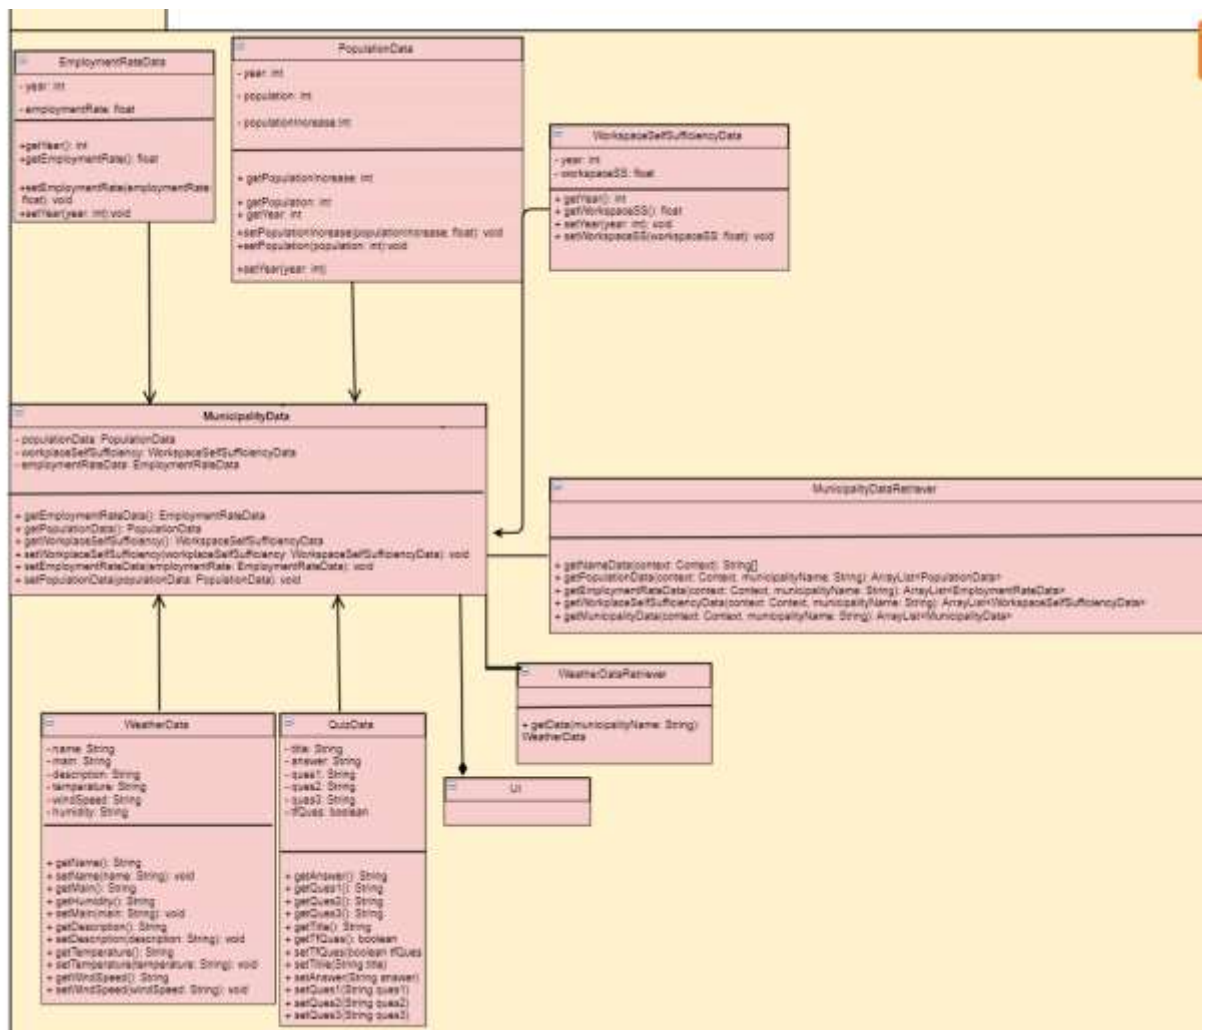 EmploymentRateData
- year: int
- employmentRate: float
+getYear(): int
+getEmploymentRate(): float
+setEmploymentRate(employmentRate:
float): void
+setYear(year: int):void
PopulationData
- year: int
- population: int
- populationIncrease:int
+ getPopulationIncrease: int
+ getPopulation: int
+ getYear: int
+setPopulationIncrease(populationIncrease: float): void
+setPopulation(population: int):void
+setYear(year: int)
WorkspaceSelfSufficiencyData
- year: int
- workspaceSS: float
+ getYear(): int
+ getWorkspaceSS(): float
+ setYear(year: int): void
+ setWorkspaceSS(workspaceSS: float): void
MunicipalityData
- populationData: PopulationData
- workplaceSelfSufficiency: WorkspaceSelfSufficiencyData
- employmentRateData: EmploymentRateData
+ getEmploymentRateData(): EmploymentRateData
+ getPopulationData(): PopulationData
+ getWorkplaceSelfSufficiency(): WorkspaceSelfSufficiencyData
+ setWorkplaceSelfSufficiency(workplaceSelfSufficiency: WorkspaceSelfSufficiencyData): void
+ setEmploymentRateData(employmentRate: EmploymentRateData): void
+ setPopulationData(populationData: PopulationData): void
MunicipalityDataRetriever
+ getNameData(context: Context): String[]
+ getPopulationData(context: Context, municipalityName: String): ArrayList<PopulationData>
+ getEmploymentRateData(context: Context, municipalityName: String): ArrayList<EmploymentRateData>
+ getWorkplaceSelfSufficiencyData(context: Context, municipalityName: String): ArrayList<WorkspaceSelfSufficiencyData>
+ getMunicipalityData(context: Context, municipalityName: String): ArrayList<MunicipalityData>
WeatherDataRetriever
+ getData(municipalityName: String):
WeatherData
UI
WeatherData
- name: String
- main: String
- description: String
- temperature: String
- windSpeed: String
- humidity: String
+ getName(): String
+ setName(name: String): void
+ getMain(): String
+ getHumidity(): String
+ setMain(main: String): void
+ getDescription(): String
+ setDescription(description: String): void
+ getTemperature(): String
+ setTemperature(temperature: String): void
+ getWindSpeed(): String
+ setWindSpeed(windSpeed: String): void
QuizData
- title: String
- answer: String
- ques1: String
- ques2: String
- ques3: String
- tfQues: boolean
+ getAnswer(): String
+ getQues1(): String
+ getQues2(): String
+ getQues3(): String
+ getTitle(): String
+ getTfQues(): boolean
+ setTfQues(boolean tfQues
+ setTitle(String title)
+ setAnswer(String answer)
+ setQues1(String ques1)
+ setQues2(String ques2)
+ setQues3(String ques3)